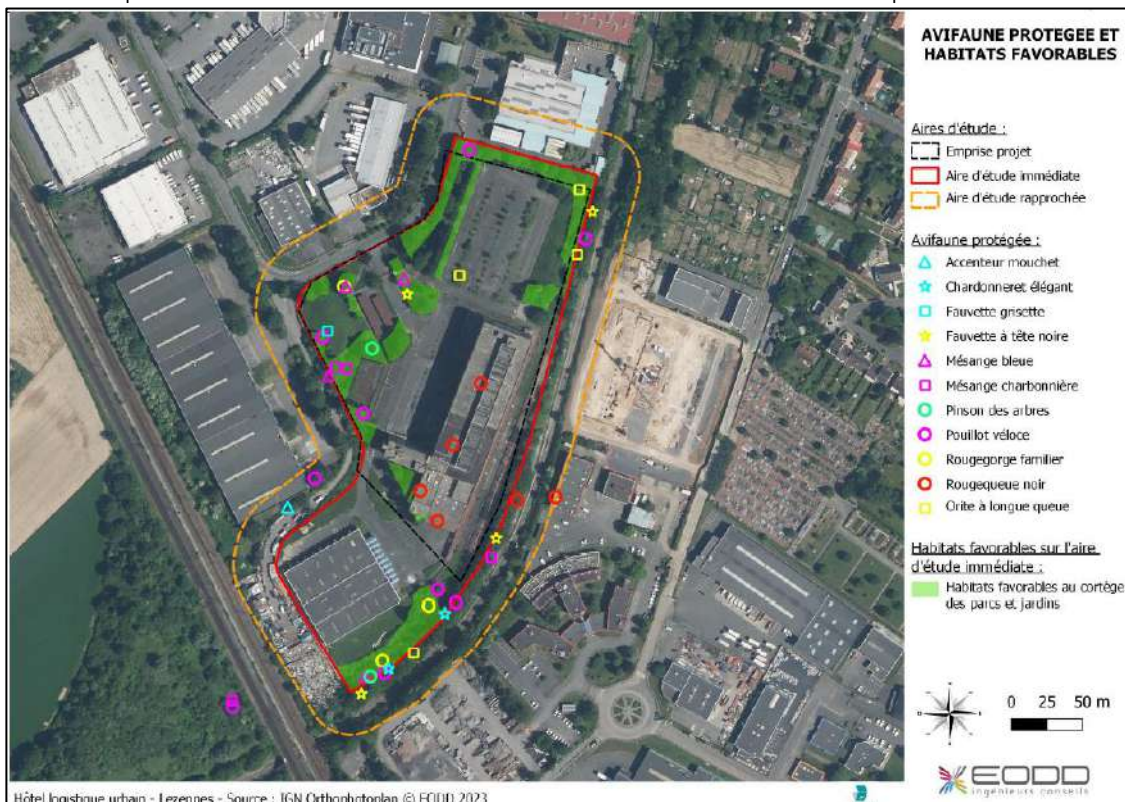 AVIFAUNE PROTEGEE ET
HABITATS FAVORABLES
Aires d'étude :
Emprise projet
Aire d'étude immédiate
Aire d'étude rapprochée
Avifaune protégée :
Accenteur mouchet
Chardonneret élégant
Fauvette grisette
Fauvette à tête noire
Mésange bleue
Mésange charbonnière
Pinson des arbres
Pouillot véloce
Rougegorge familier
Rougequeue noir
Orite à longue queue
Habitats favorables sur l'aire
d'étude immédiate :
Habitats favorables au cortège
des parcs et jardins
0 25 50 m
EODD
ingénieurs conseils
Hôtel logistique urbain - Lezennes - Source : IGN Orthophotoplan © EODD 2023